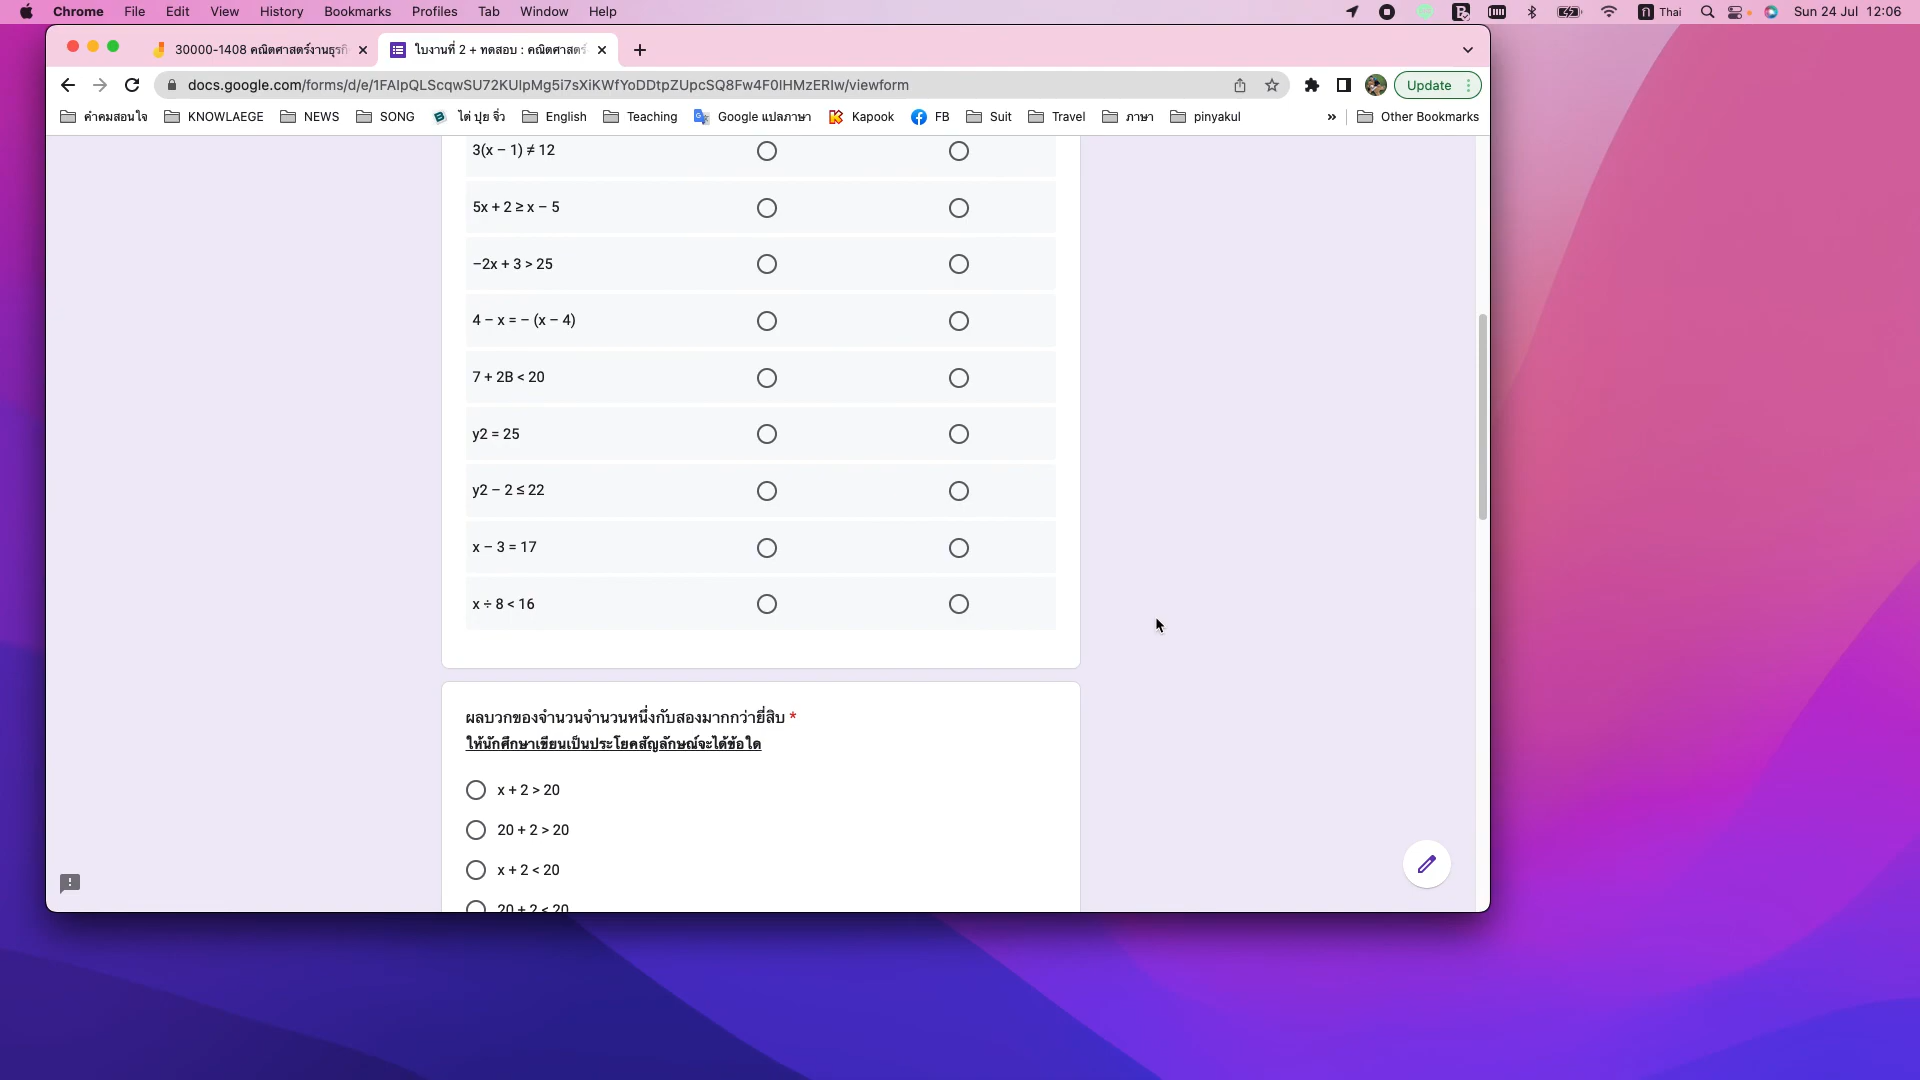 Chrome File Edit View History Bookmarks Profiles Tab Window Help
Thai Sun 24 Jul 12:06
30000-1408 คณิตศาสตร์งานธุรกิ
ใบงานที่ 2 + ทดสอบ : คณิตศาสตร์
docs.google.com/forms/d/e/1FAIpQLScqwSU72KUlpMg5i7sXiKWfYoDDtpZUpcSQ8Fw4F0IHMzERIw/viewform
Update
คำคมสอนใจ KNOWLAEGE NEWS SONG ไต่ ปุย จิ๋ว English Teaching Google แปลภาษา Kapook FB Suit Travel ภาษา pinyakul » Other Bookmarks
3(x – 1) ≠ 12
5x + 2 ≥ x – 5
–2x + 3 > 25
4 – x = – (x – 4)
7 + 2B < 20
y2 = 25
y2 – 2 ≤ 22
x – 3 = 17
x ÷ 8 < 16
ผลบวกของจำนวนจำนวนหนึ่งกับสองมากกว่ายี่สิบ *
ให้นักศึกษาเขียนเป็นประโยคสัญลักษณ์จะได้ข้อใด
x + 2 > 20
20 + 2 > 20
x + 2 < 20
20 + 2 < 20